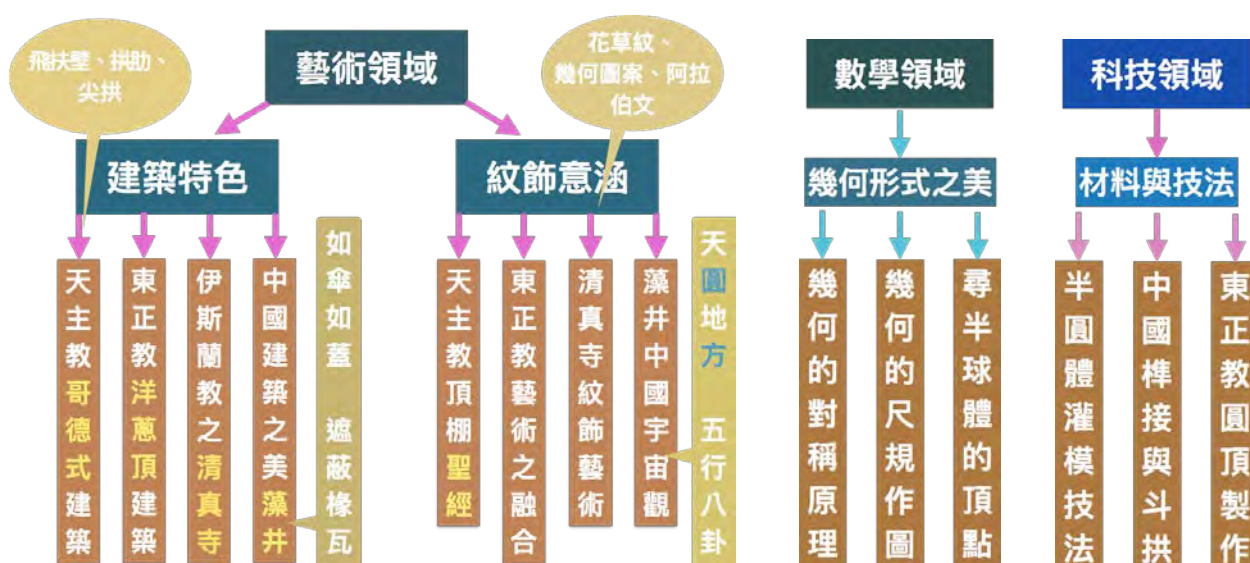 飛扶壁、拱肋、
尖拱
藝術領域
花草紋、
幾何圖案、阿拉
伯文
建築特色
紋飾意涵
天主教哥德式建築
東正教洋蔥頂建築
伊斯蘭教之清真寺
中國建築之美藻井
如傘如蓋 遮蔽椽瓦
天主教頂棚聖經
東正教藝術之融合
清真寺紋飾藝術
藻井中國宇宙觀
天圓地方 五行八卦
數學領域
幾何形式之美
幾何的對稱原理
幾何的尺規作圖
尋半球體的頂點
科技領域
材料與技法
半圓體灌模技法
中國榫接與斗拱
東正教圓頂製作